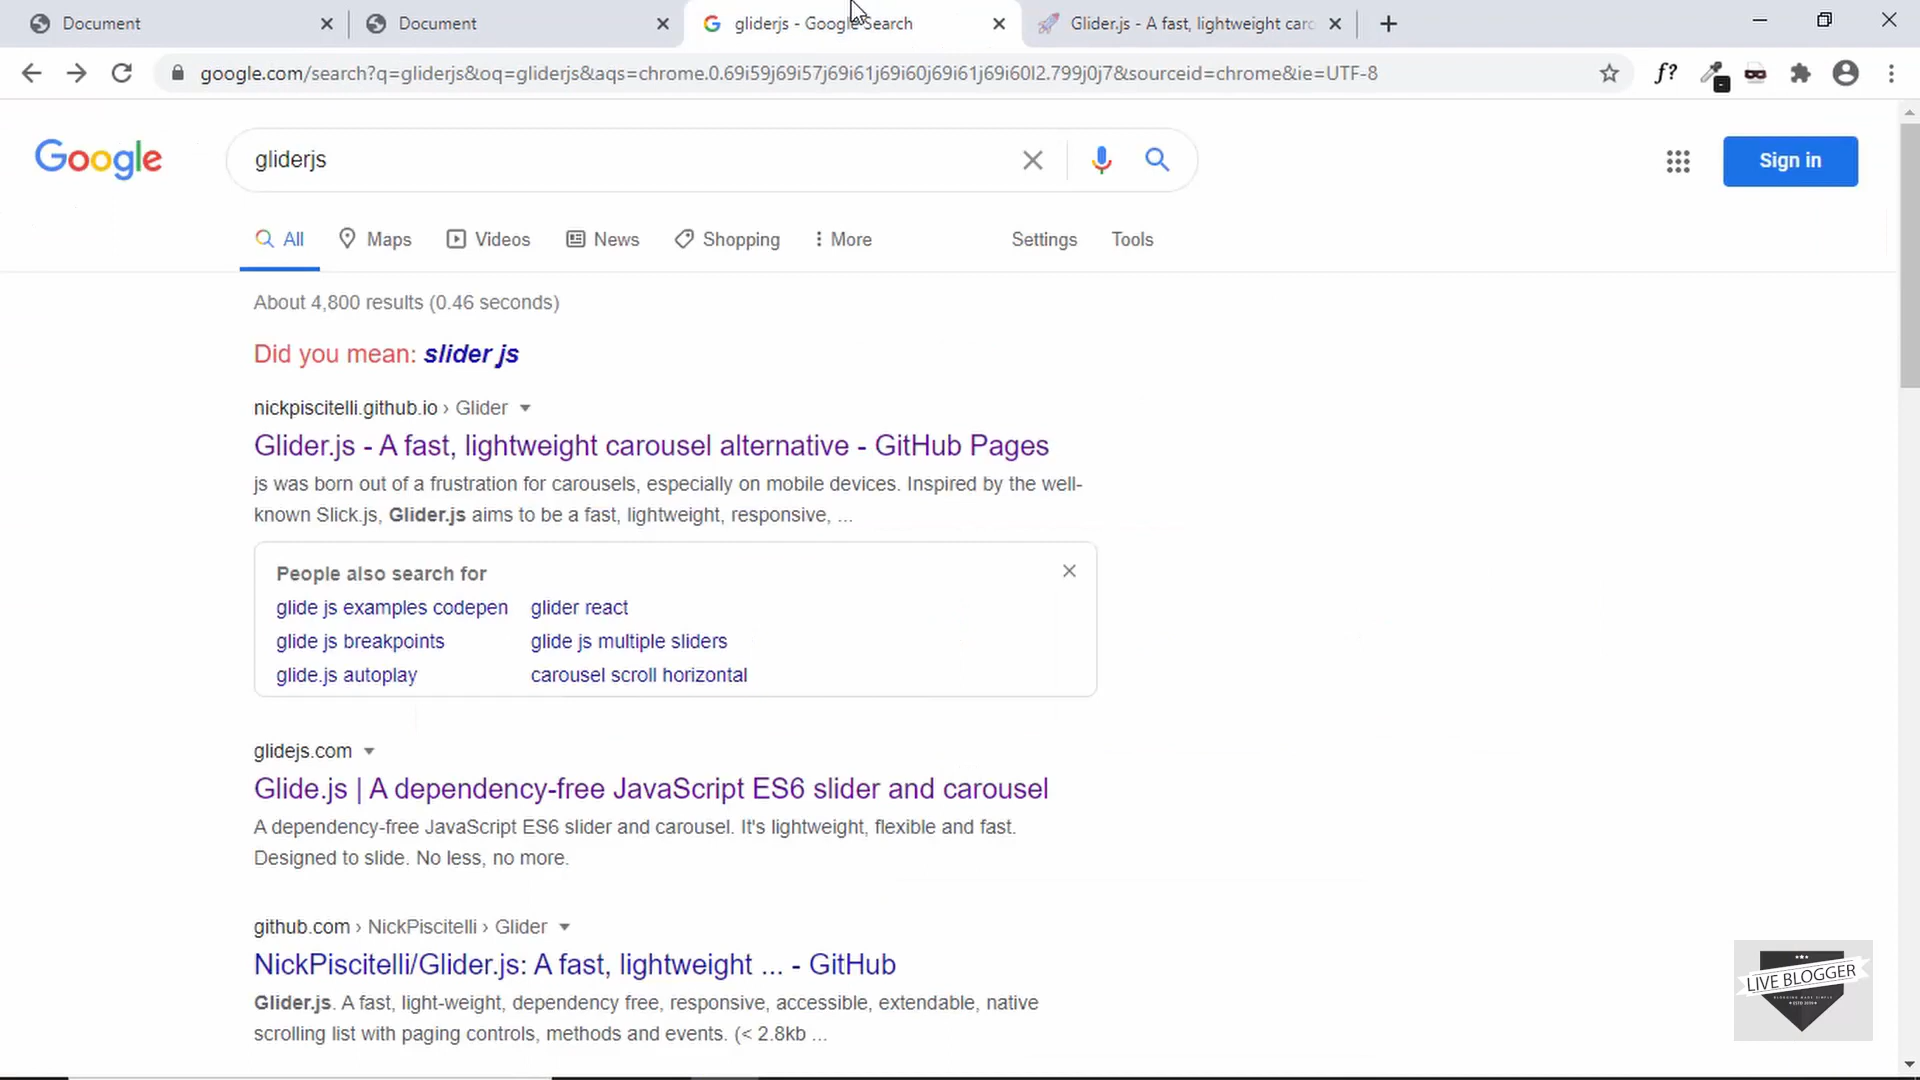 Document
Document
gliderjs - Google Search
Glider.js - A fast, lightweight caro
google.com/search?q=gliderjs&oq=gliderjs&aqs=chrome.0.69i59j69i57j69i61j69i60j69i61j69i60l2.799j0j7&sourceid=chrome&ie=UTF-8
f?
Google
gliderjs
Sign in
All
Maps
Videos
News
Shopping
More
Settings
Tools
About 4,800 results (0.46 seconds)
Did you mean: slider js
nickpiscitelli.github.io › Glider
Glider.js - A fast, lightweight carousel alternative - GitHub Pages
js was born out of a frustration for carousels, especially on mobile devices. Inspired by the well-
known Slick.js, Glider.js aims to be a fast, lightweight, responsive, ...
People also search for
glide js examples codepen
glider react
glide js breakpoints
glide js multiple sliders
glide.js autoplay
carousel scroll horizontal
glidejs.com
Glide.js | A dependency-free JavaScript ES6 slider and carousel
A dependency-free JavaScript ES6 slider and carousel. It's lightweight, flexible and fast.
Designed to slide. No less, no more.
github.com › NickPiscitelli › Glider
NickPiscitelli/Glider.js: A fast, lightweight ... - GitHub
Glider.js. A fast, light-weight, dependency free, responsive, accessible, extendable, native
scrolling list with paging controls, methods and events. (< 2.8kb ...
LIVE BLOGGER